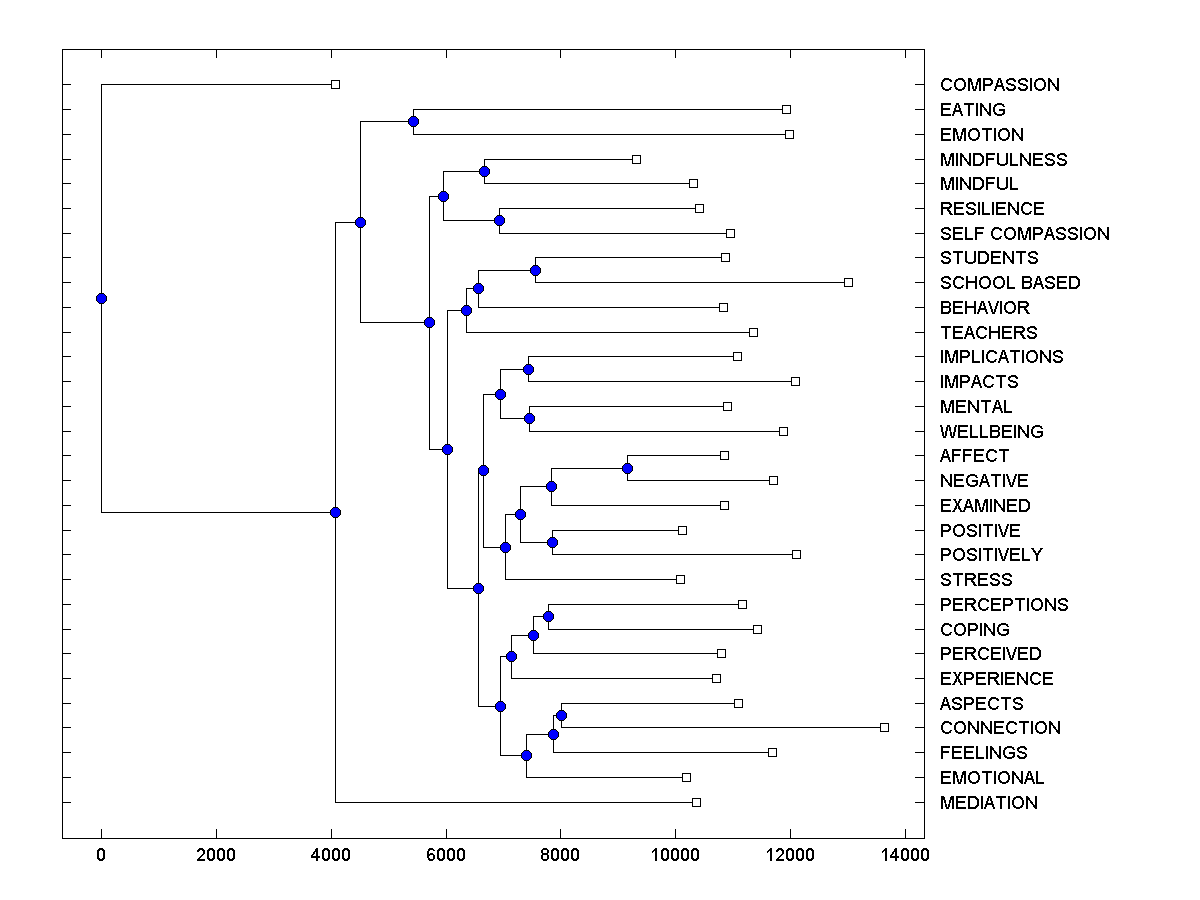 COMPASSION
EATING
EMOTION
MINDFULNESS
MINDFUL
RESILIENCE
SELF COMPASSION
STUDENTS
SCHOOL BASED
BEHAVIOR
TEACHERS
IMPLICATIONS
IMPACTS
MENTAL
WELLBEING
AFFECT
NEGATIVE
EXAMINED
POSITIVE
POSITIVELY
STRESS
PERCEPTIONS
COPING
PERCEIVED
EXPERIENCE
ASPECTS
CONNECTION
FEELINGS
EMOTIONAL
MEDIATION
0 2000 4000 6000 8000 10000 12000 14000